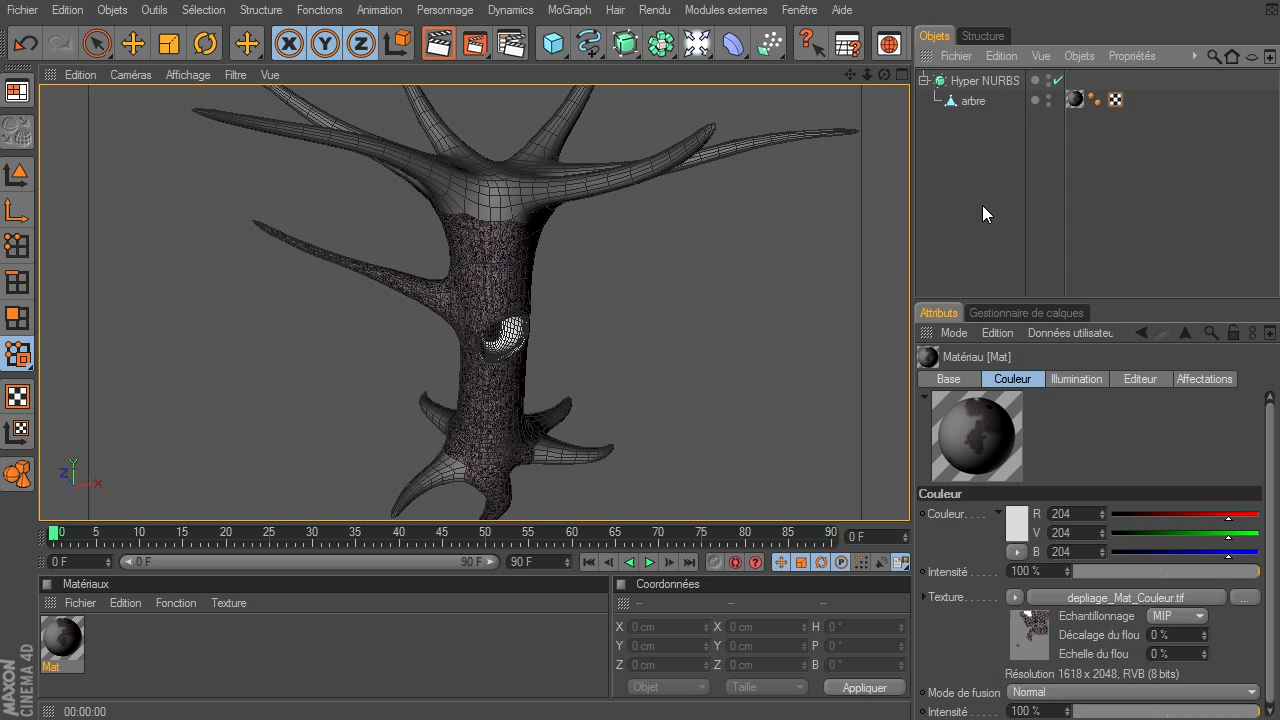 Fichier Edition Objets Outils Sélection Structure Fonctions Animation Personnage Dynamics MoGraph Hair Rendu Modules externes Fenêtre Aide
X Y Z
Objets Structure
Fichier Edition Vue Objets Propriétés
Edition Caméras Affichage Filtre Vue
Hyper NURBS
arbre
Attributs Gestionnaire de calques
Mode Edition Données utilisateu
Matériau [Mat]
Base Couleur Illumination Editeur Affectations
Couleur
Couleur.... R 204
V 204
B 204
Intensité..... 100 %
Texture..... depliage_Mat_Couleur.tif ...
Echantillonnage MIP
Décalage du flou 0 %
Echelle du flou 0 %
Résolution 1618 x 2048, RVB (8 bits)
Mode de fusion Normal
Intensité..... 100 %
Y
Z X
0 5 10 15 20 25 30 35 40 45 50 55 60 65 70 75 80 85 90 0 F
0 F 0 F 90 F 90 F P
Matériaux
Fichier Edition Fonction Texture
Mat
Coordonnées
-- -- --
X 0 cm X 0 cm H 0 °
Y 0 cm Y 0 cm P 0 °
Z 0 cm Z 0 cm B 0 °
Objet Taille Appliquer
MAXON
CINEMA 4D
00:00:00